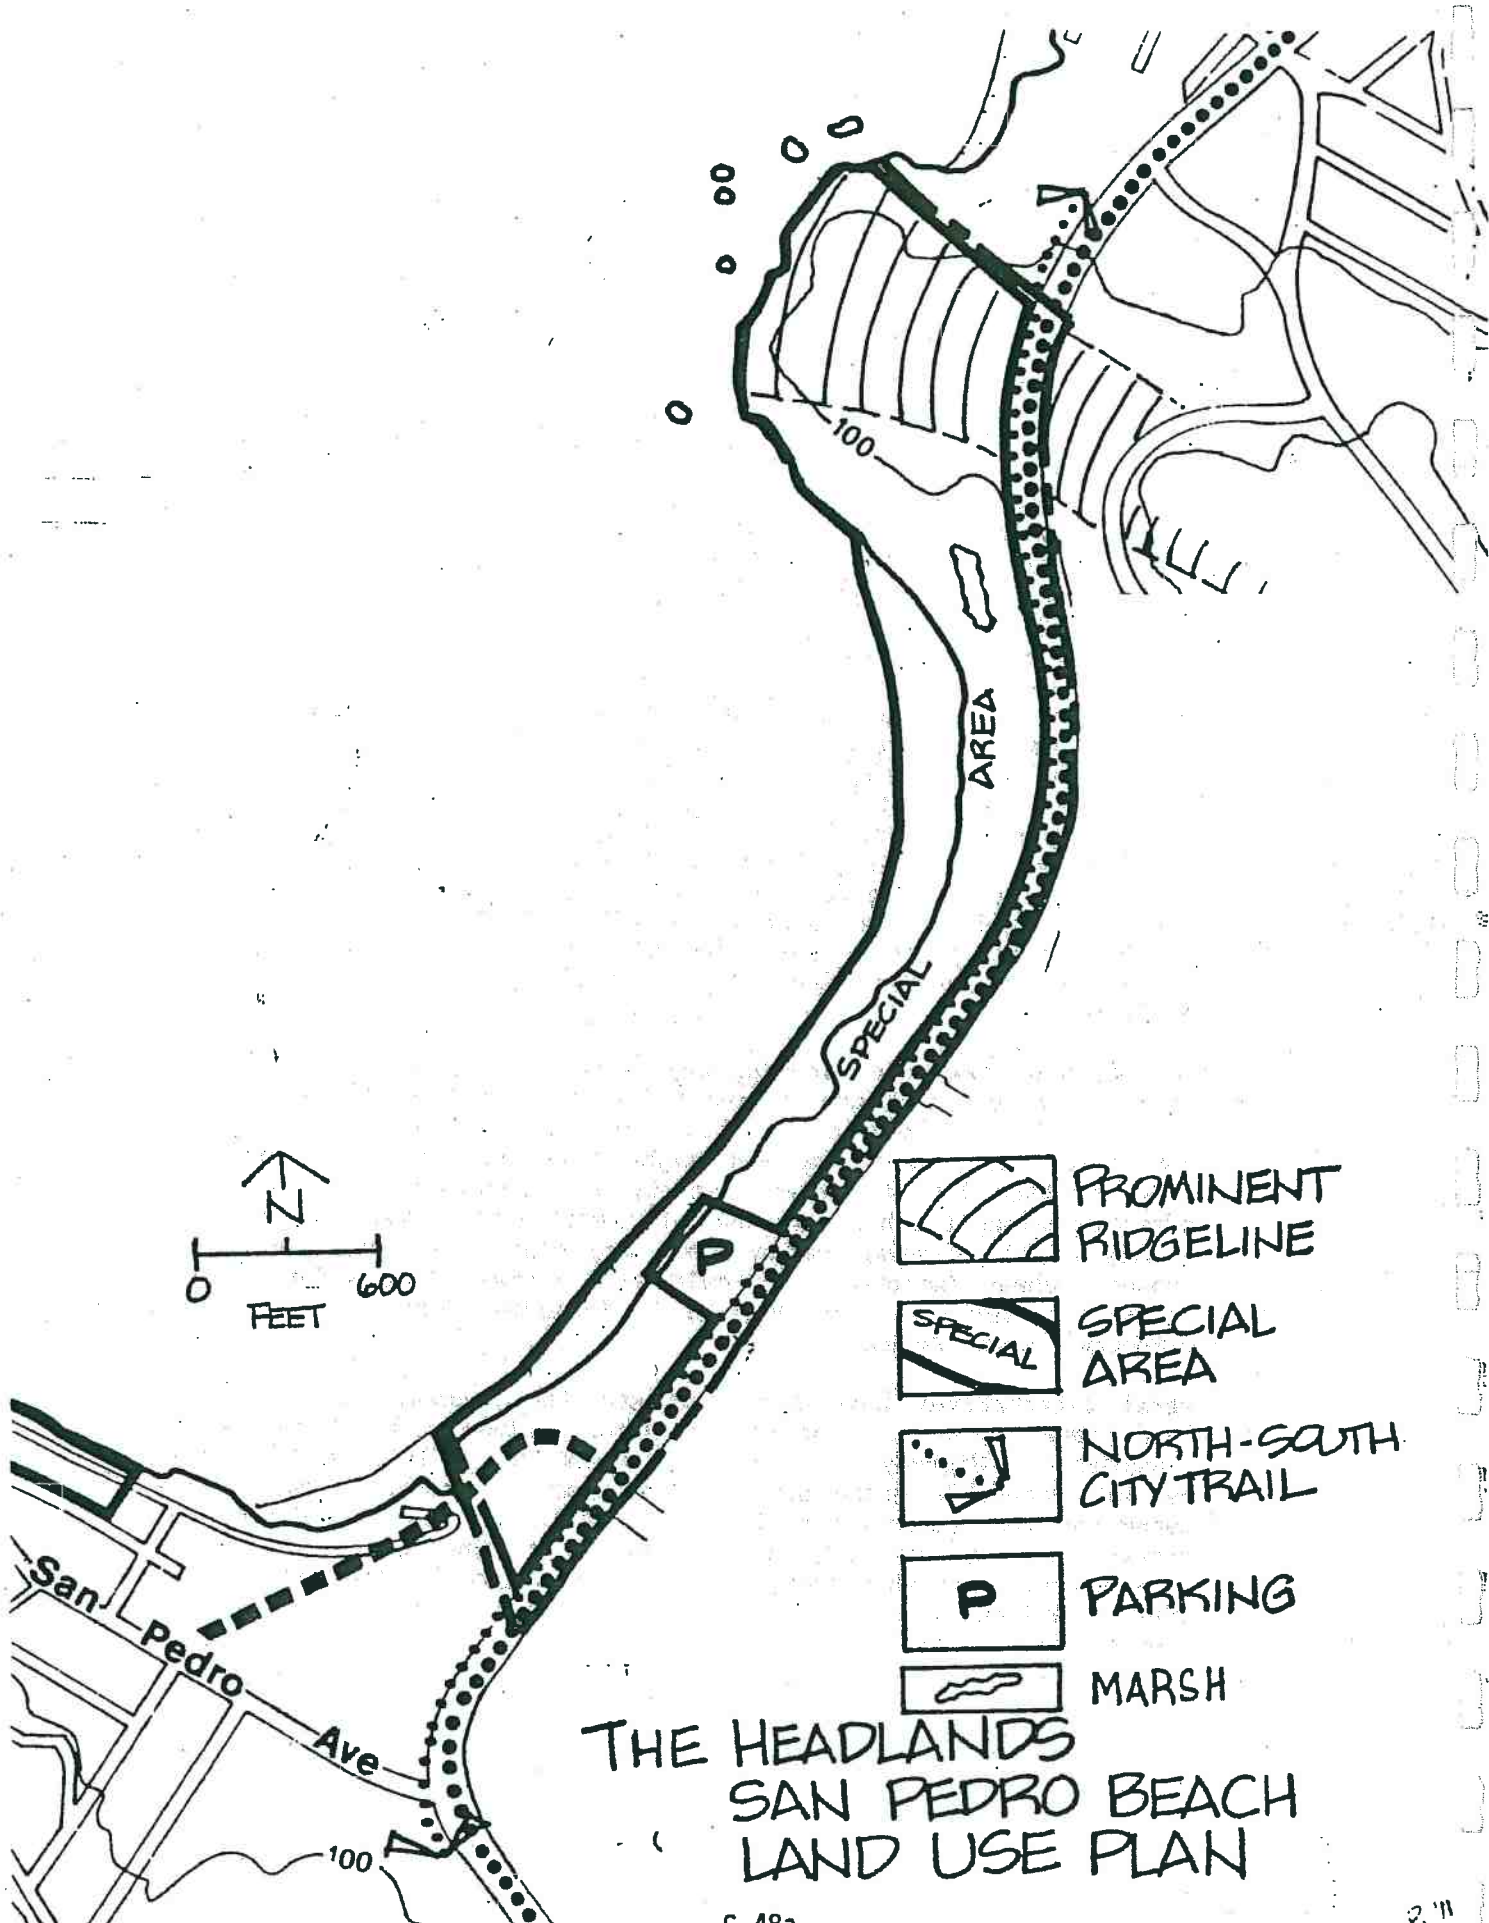 100
AREA
SPECIAL
N
0 600
FEET
P
San Pedro Ave
100
PROMINENT
RIDGELINE
SPECIAL
SPECIAL
AREA
NORTH-SOUTH
CITY TRAIL
P
PARKING
MARSH
THE HEADLANDS
SAN PEDRO BEACH
LAND USE PLAN